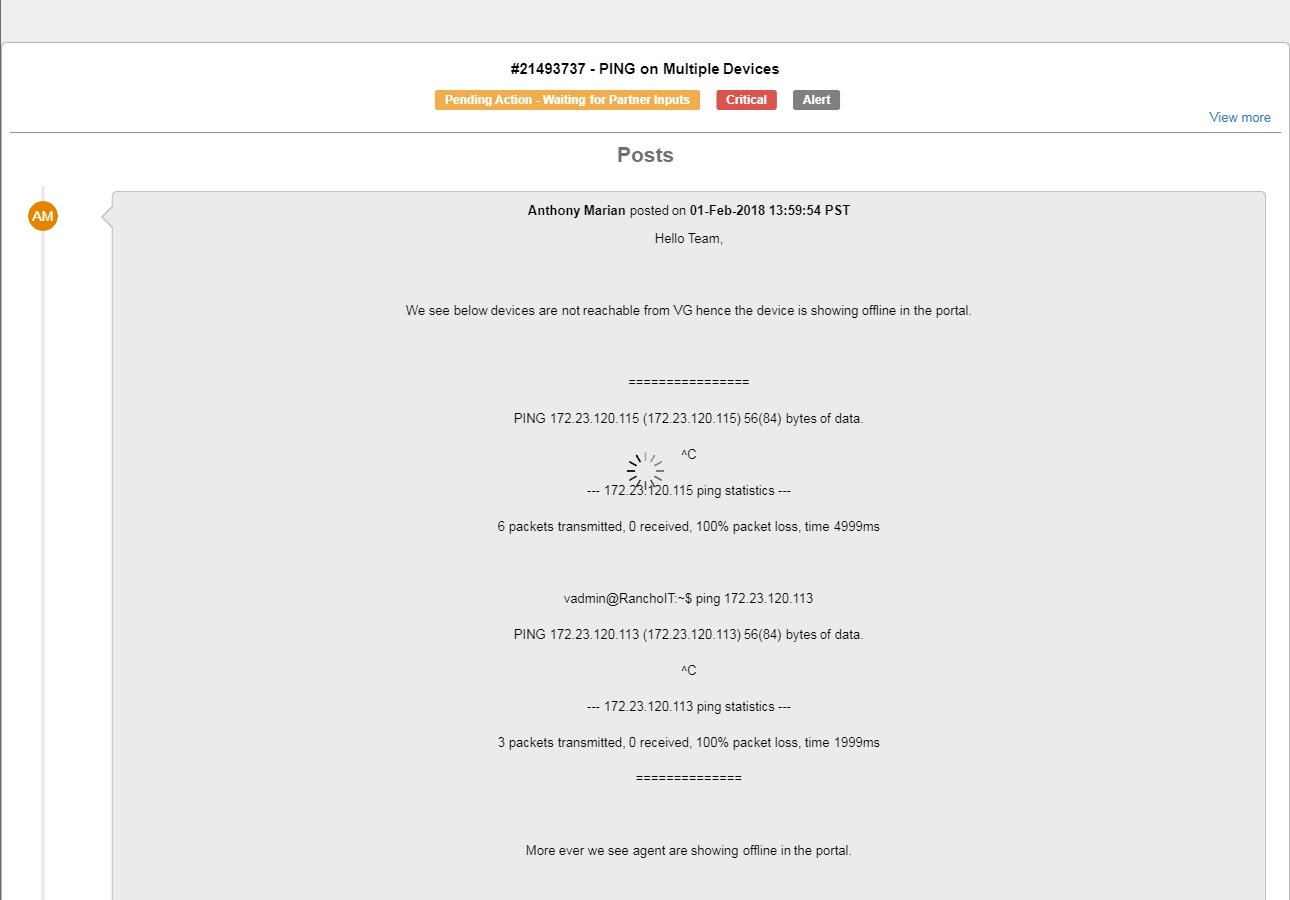 #21493737 - PING on Multiple Devices
Pending Action - Waiting for Partner Inputs Critical Alert
View more
Posts
AM
Anthony Marian posted on 01-Feb-2018 13:59:54 PST
Hello Team,
We see below devices are not reachable from VG hence the device is showing offline in the portal.
================
PING 172.23.120.115 (172.23.120.115) 56(84) bytes of data.
^C
--- 172.23.120.115 ping statistics ---
6 packets transmitted, 0 received, 100% packet loss, time 4999ms
vadmin@RanchoIT:~$ ping 172.23.120.113
PING 172.23.120.113 (172.23.120.113) 56(84) bytes of data.
^C
--- 172.23.120.113 ping statistics ---
3 packets transmitted, 0 received, 100% packet loss, time 1999ms
==============
More ever we see agent are showing offline in the portal.